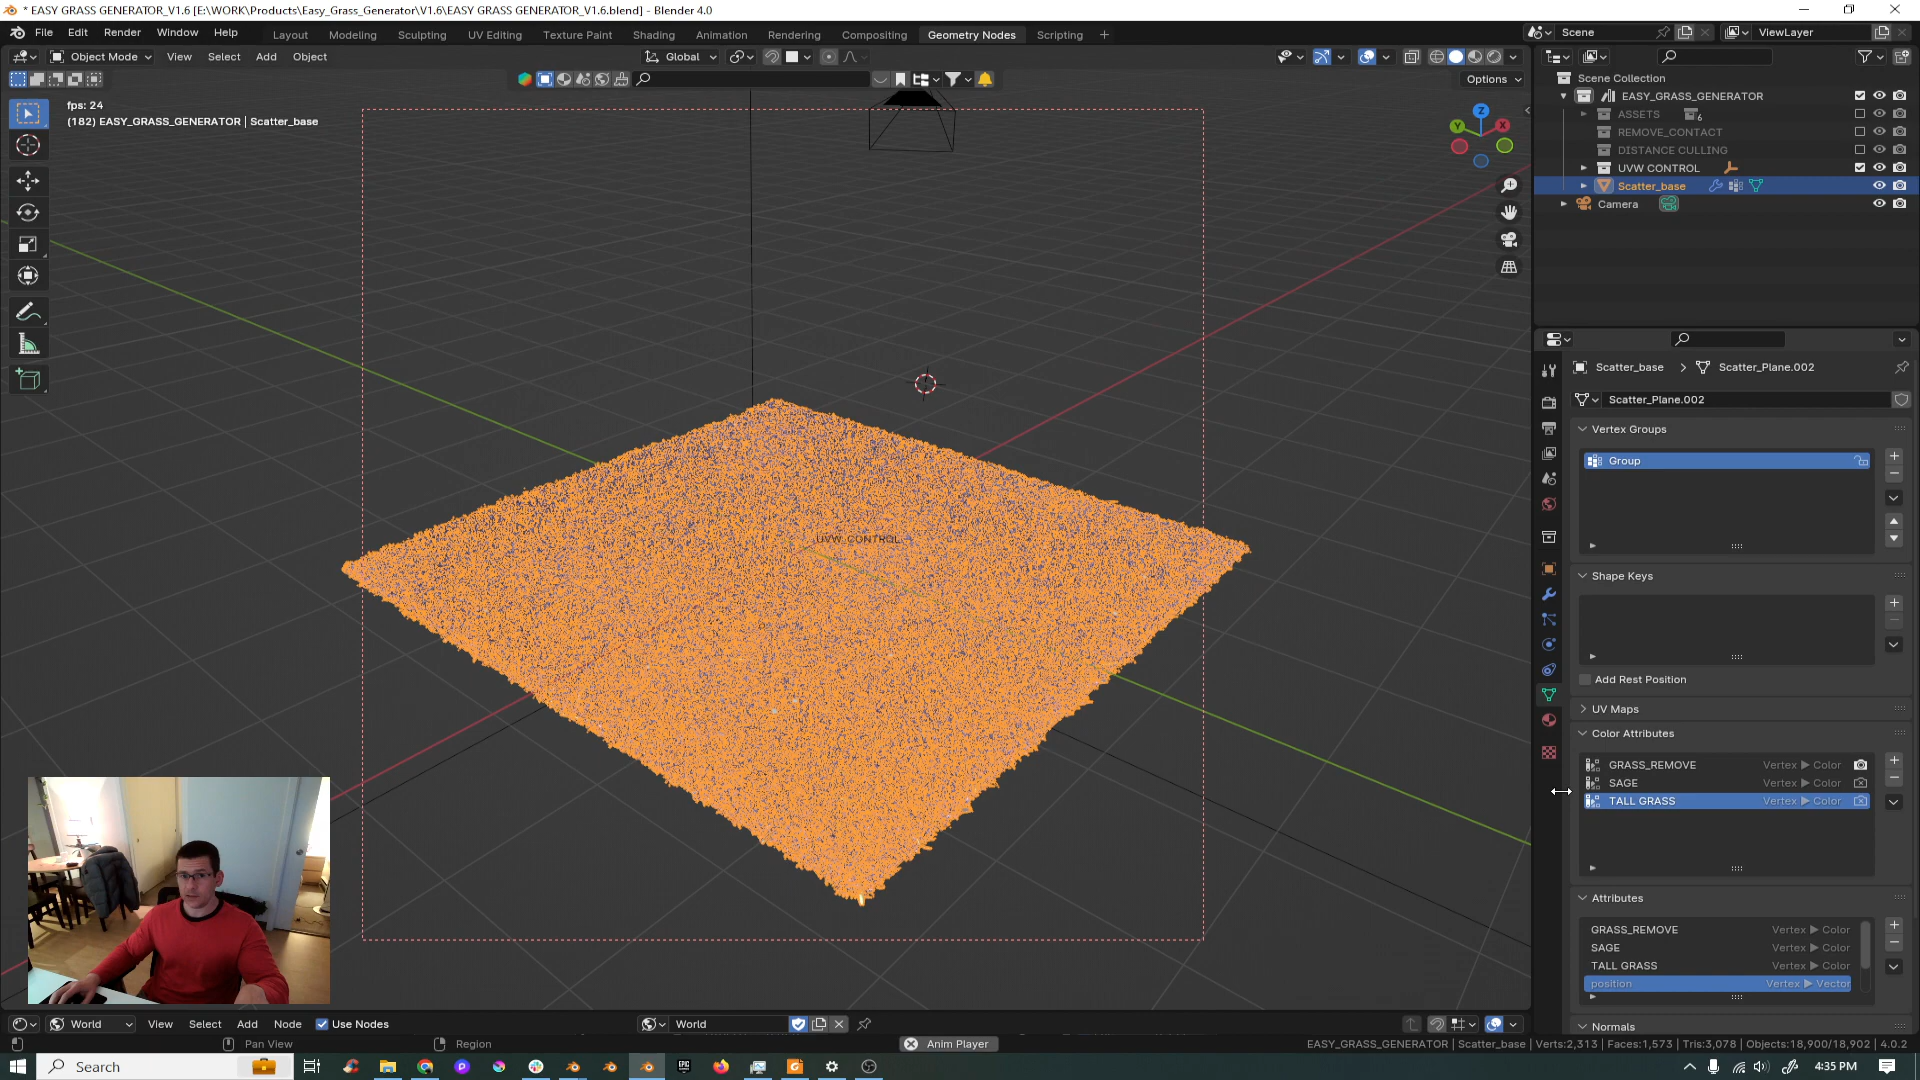 * EASY GRASS GENERATOR_V1.6 [E:\WORK\Products\Easy_Grass_Generator\V1.6\EASY GRASS GENERATOR_V1.6.blend] - Blender 4.0
File Edit Render Window Help
Layout Modeling Sculpting UV Editing Texture Paint Shading Animation Rendering Compositing Geometry Nodes Scripting
Scene
ViewLayer
Object Mode View Select Add Object
Global
Options
fps: 24
(182) EASY_GRASS_GENERATOR | Scatter_base
Z
Y
X
UVW_CONTROL
Scene Collection
EASY_GRASS_GENERATOR
ASSETS
6
REMOVE_CONTACT
DISTANCE CULLING
UVW CONTROL
Scatter_base
Camera
Scatter_base
Scatter_Plane.002
Scatter_Plane.002
Vertex Groups
Group
Shape Keys
Add Rest Position
UV Maps
Color Attributes
GRASS_REMOVE Vertex ▶ Color
SAGE Vertex ▶ Color
TALL GRASS Vertex ▶ Color
Attributes
GRASS_REMOVE Vertex ▶ Color
SAGE Vertex ▶ Color
TALL GRASS Vertex ▶ Color
position Vertex ▶ Vector
Normals
World View Select Add Node Use Nodes
World
Pan View
Region
Anim Player
EASY_GRASS_GENERATOR | Scatter_base | Verts:2,313 | Faces:1,573 | Tris:3,078 | Objects:18,900/18,902 | 4.0.2
Search
EPIC
4:35 PM